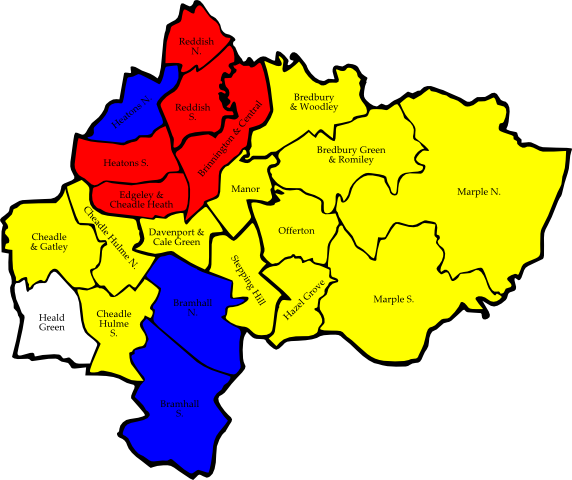 Reddish
N.
Heatons N.
Reddish
S.
Bredbury
& Woodley
Brinnington & Central
Heatons S.
Bredbury Green
& Romiley
Edgeley &
Cheadle Heath
Manor
Marple N.
Cheadle
& Gatley
Cheadle Hulme N.
Davenport &
Cale Green
Offerton
Stepping Hill
Heald
Green
Cheadle
Hulme
S.
Bramhall
N.
Hazel Grove
Marple S.
Bramhall
S.